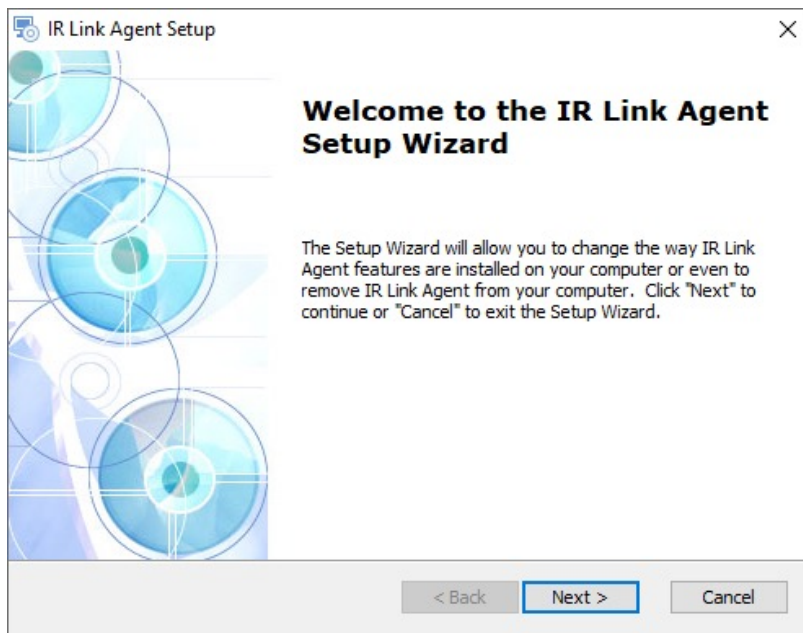 IR Link Agent Setup
Welcome to the IR Link Agent
Setup Wizard
The Setup Wizard will allow you to change the way IR Link
Agent features are installed on your computer or even to
remove IR Link Agent from your computer.  Click "Next" to
continue or "Cancel" to exit the Setup Wizard.
< Back
Next >
Cancel